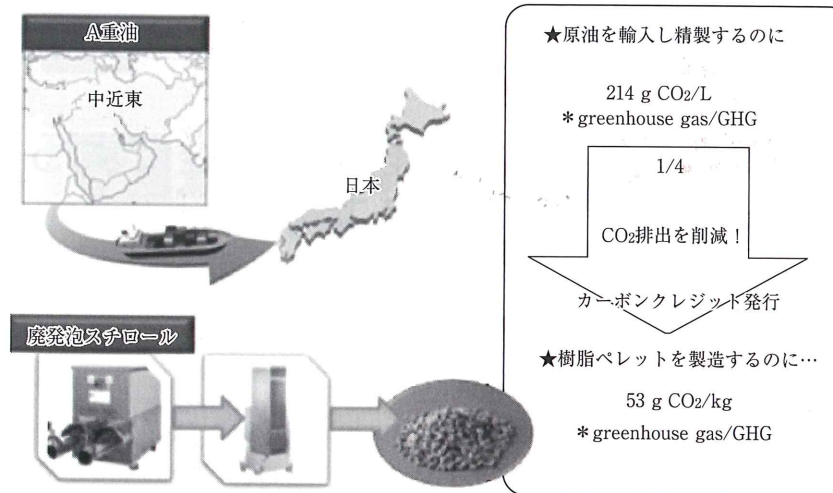 A重油
中近東
日本
廃発泡スチロール
★原油を輸入し精製するのに
214 g CO₂/L
＊greenhouse gas/GHG
1/4
CO₂排出を削減！
カーボンクレジット発行
★樹脂ペレットを製造するのに…
53 g CO₂/kg
＊greenhouse gas/GHG